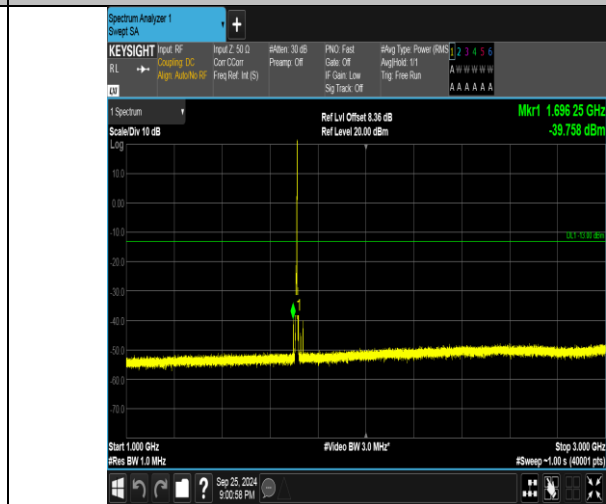 Spectrum Analyzer 1
Swept SA
+
KEYSIGHT
RL
Input: RF
Coupling: DC
Align: Auto/No RF
Input Z: 50 Ω
Corr CCorr
Freq Ref: Int (S)
#Atten: 30 dB
Preamp: Off
PNO: Fast
Gate: Off
IF Gain: Low
Sig Track: Off
#Avg Type: Power (RMS
Avg|Hold: 1/1
Trig: Free Run
1 2 3 4 5 6
A W W W W W
A A A A A A
LXI
1 Spectrum
Scale/Div 10 dB
Ref Lvl Offset 8.36 dB
Ref Level 20.00 dBm
Mkr1 1.696 25 GHz
-39.758 dBm
Log
10.0
0.00
-10.0
DL1 -13.00 dBm
-20.0
-30.0
1
-40.0
-50.0
-60.0
-70.0
Start 1.000 GHz
#Res BW 1.0 MHz
#Video BW 3.0 MHz*
Stop 3.000 GHz
#Sweep ~1.00 s (40001 pts)
?
Sep 25, 2024
9:00:58 PM